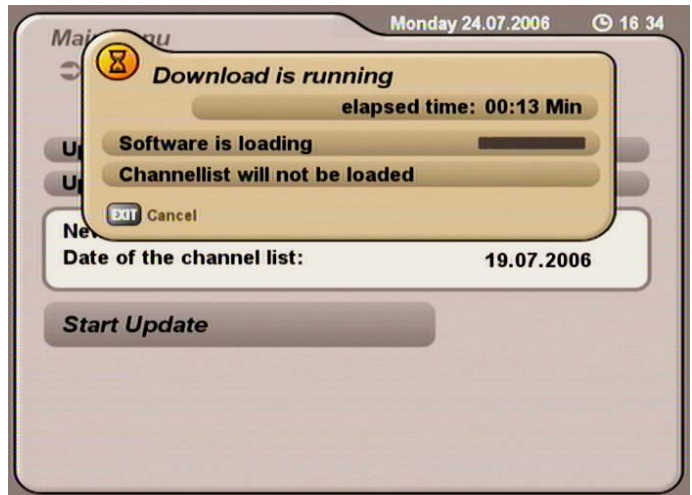 Monday 24.07.2006 16 34
Download is running
elapsed time: 00:13 Min
Software is loading
Channellist will not be loaded
EXIT Cancel
Date of the channel list: 19.07.2006
Start Update